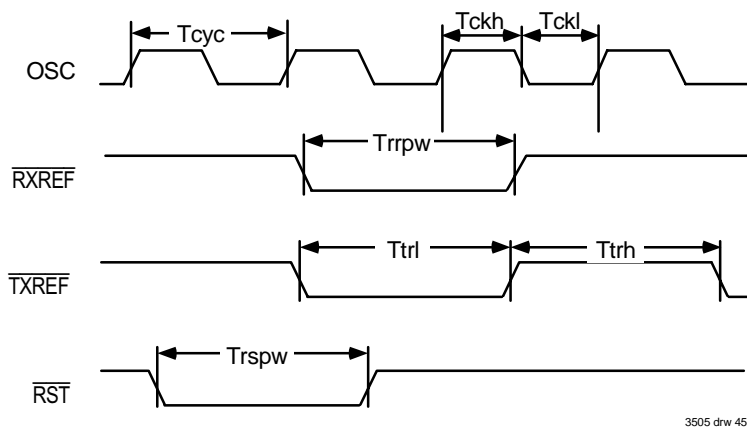 Tcyc Tckh Tckl
OSC
Trrpw
RXREF
Ttrl Ttrh
TXREF
Trspw
RST
3505 drw 45